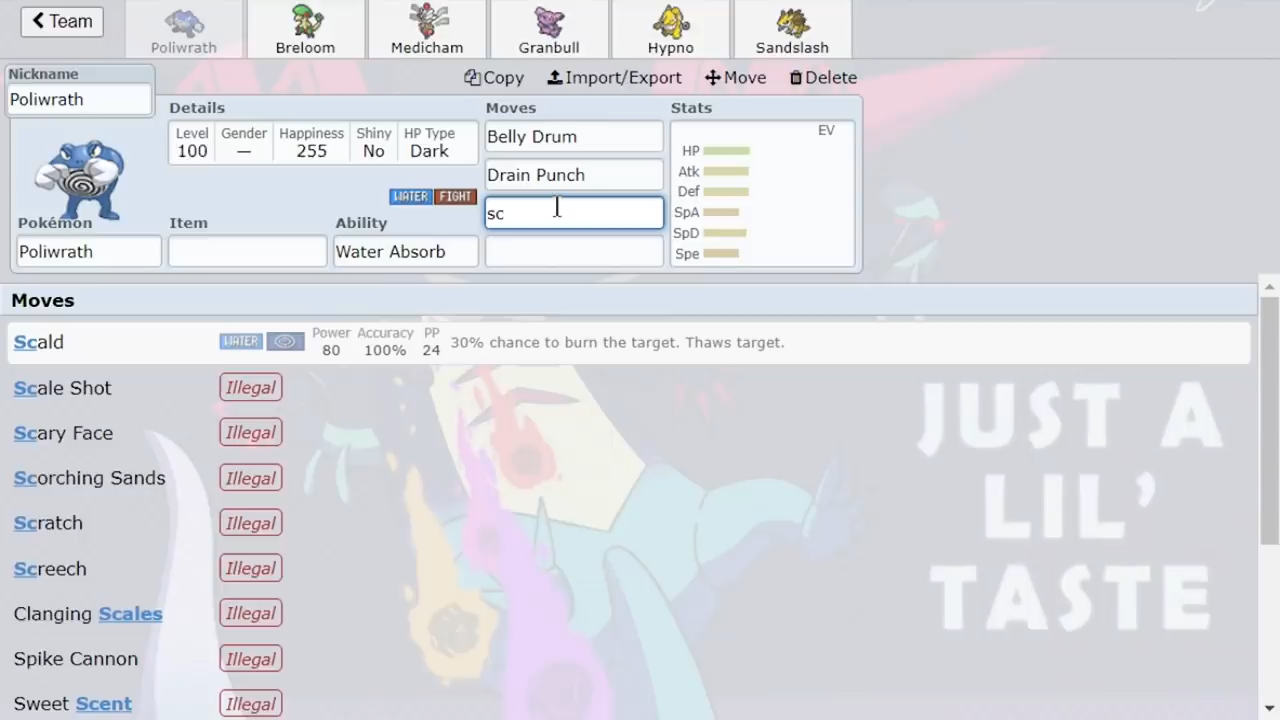 Team
Poliwrath
Breloom
Medicham
Granbull
Hypno
Sandslash
Nickname
Poliwrath
Copy
Import/Export
Move
Delete
Details
Moves
Stats
Level
100
Gender
—
Happiness
255
Shiny
No
HP Type
Dark
Belly Drum
Drain Punch
sc
EV
HP
Atk
Def
SpA
SpD
Spe
WATER
FIGHT
Pokémon
Item
Ability
Poliwrath
Water Absorb
Moves
Scald
WATER
Power
80
Accuracy
100%
PP
24
30% chance to burn the target. Thaws target.
Scale Shot
Illegal
Scary Face
Illegal
Scorching Sands
Illegal
Scratch
Illegal
Screech
Illegal
Clanging Scales
Illegal
Spike Cannon
Illegal
Sweet Scent
Illegal
JUST A
LIL'
TASTE